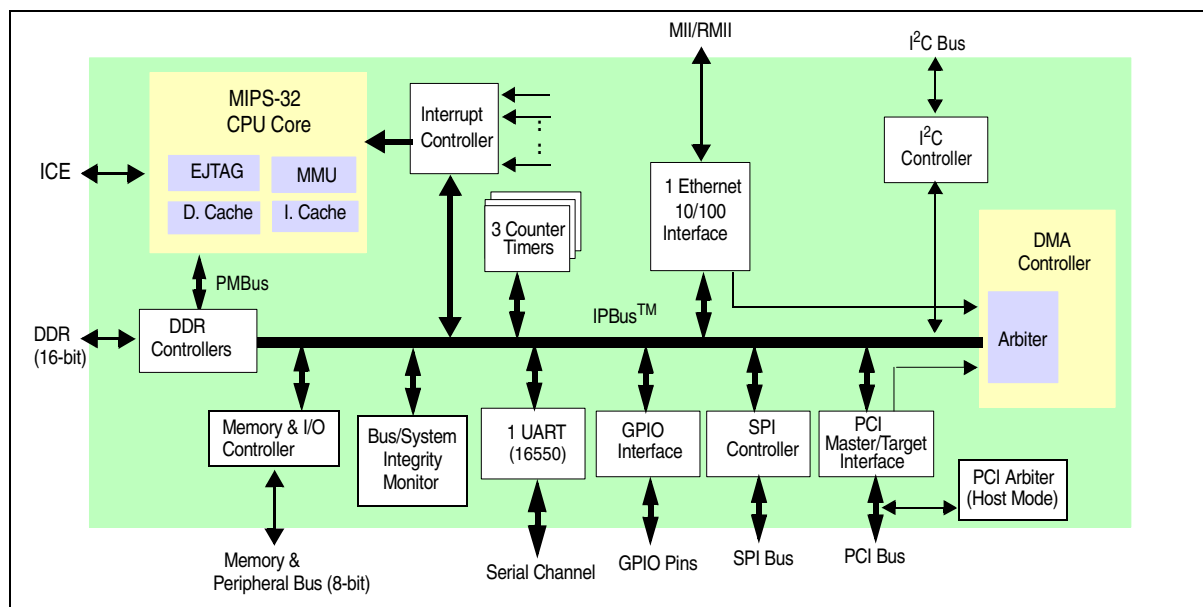 MII/RMII
I²C Bus
MIPS-32
CPU Core
EJTAG
MMU
D. Cache
I. Cache
ICE
Interrupt
Controller
:
:
I²C
Controller
1 Ethernet
10/100
Interface
3 Counter
Timers
DMA
Controller
Arbiter
PMBus
IPBus™
DDR
(16-bit)
DDR
Controllers
Memory & I/O
Controller
Bus/System
Integrity
Monitor
1 UART
(16550)
GPIO
Interface
SPI
Controller
PCI
Master/Target
Interface
PCI Arbiter
(Host Mode)
Memory &
Peripheral Bus (8-bit)
Serial Channel
GPIO Pins
SPI Bus
PCI Bus